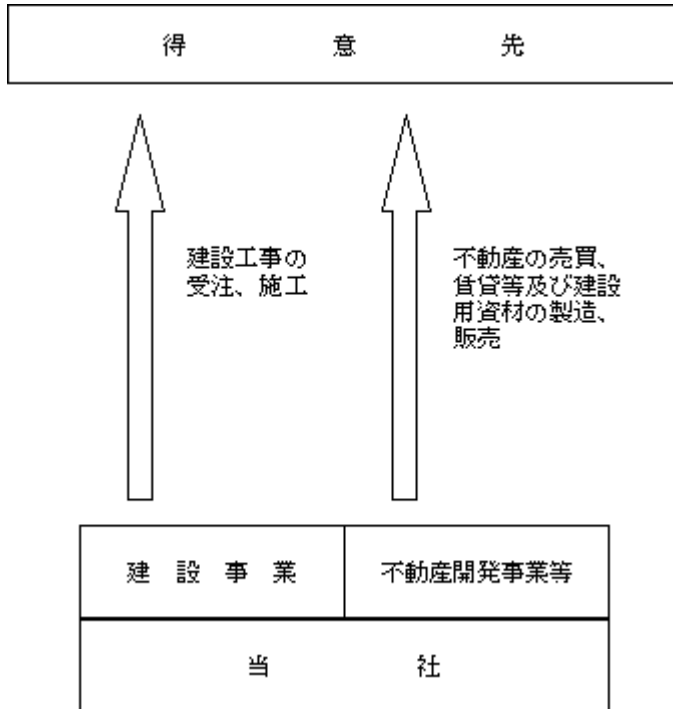 得意先
建設工事の
受注、施工
不動産の売買、
賃貸等及び建設
用資材の製造、
販売
建設事業
不動産開発事業等
当社